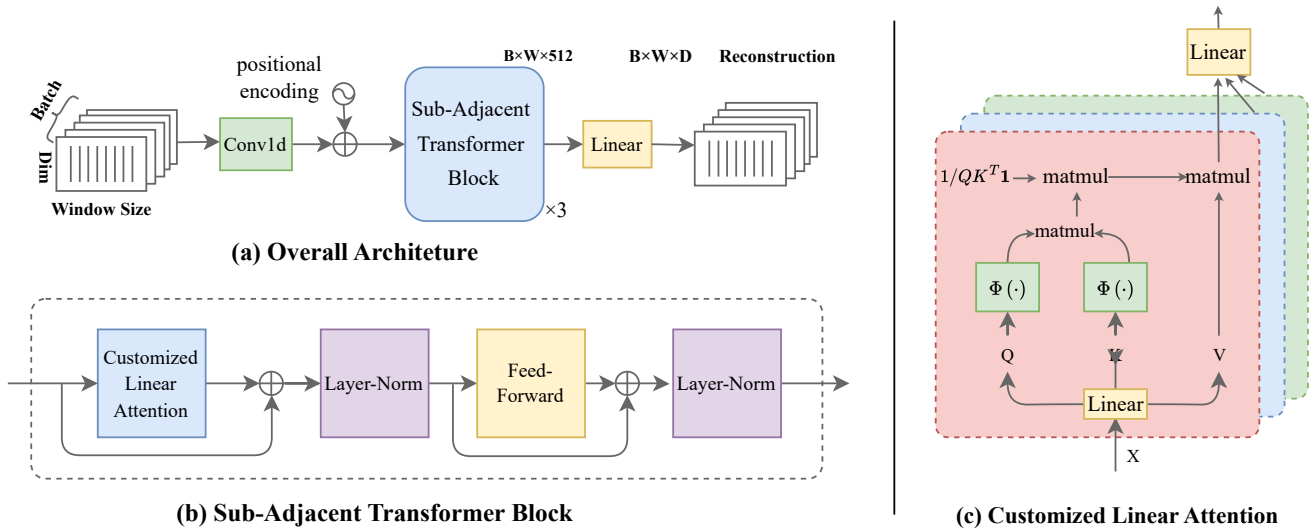 positional
encoding
B×W×512
B×W×D
Reconstruction
Batch
Dim
Window Size
Conv1d
Sub-Adjacent
Transformer
Block
×3
Linear
(a) Overall Architeture
Customized
Linear
Attention
Layer-Norm
Feed-
Forward
Layer-Norm
(b) Sub-Adjacent Transformer Block
Linear
1/QK^T 1
matmul
matmul
matmul
Φ(·)
Φ(·)
Q
K
V
Linear
X
(c) Customized Linear Attention